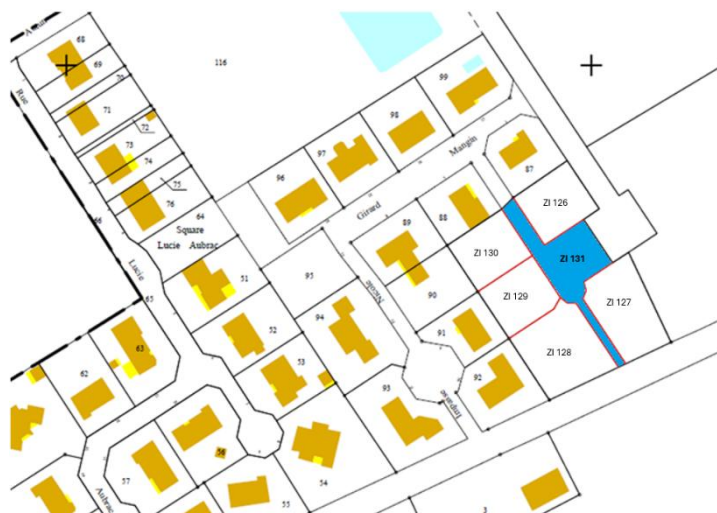 Rue
68
69
70
71
72
73
74
75
76
116
99
98
97
96
Mangin
Girard
87
88
89
90
91
92
ZI 126
ZI 130
ZI 131
ZI 129
ZI 127
ZI 128
64
Square
Lucie Aubrac
66
Lucie
65
51
52
53
95
94
93
Nicole
Impasse
63
62
58
57
54
55
Aubrac
3